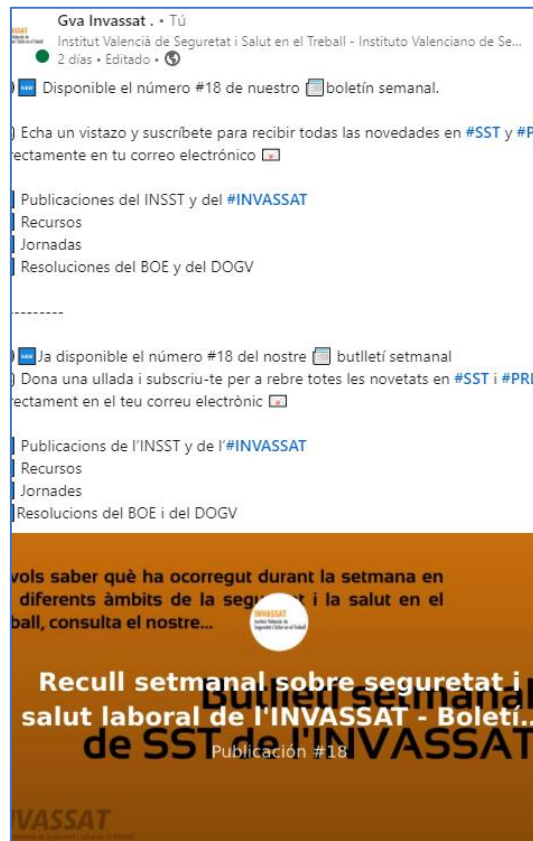 Gva Invassat . • Tú
Institut Valencià de Seguretat i Salut en el Treball - Instituto Valenciano de Se...
2 días • Editado •
Disponible el número #18 de nuestro boletín semanal.
Echa un vistazo y suscríbete para recibir todas las novedades en #SST y #P
rectamente en tu correo electrónico
Publicaciones del INSST y del #INVASSAT
Recursos
Jornadas
Resoluciones del BOE y del DOGV
---------
Ja disponible el número #18 del nostre butlletí setmanal
Dona una ullada i subscriu-te per a rebre totes les novetats en #SST i #PRL
rectament en el teu correu electrònic
Publicacions de l'INSST y de l'#INVASSAT
Recursos
Jornades
Resolucions del BOE i del DOGV
vols saber què ha ocorregut durant la setmana en
diferents àmbits de la seguretat i la salut en el
ball, consulta el nostre...
INVASSAT
Recull setmanal sobre seguretat i
salut laboral de l'INVASSAT - Boletí...
Butlletí setmanal
de SST de l'INVASSAT
Publicación #18
INVASSAT